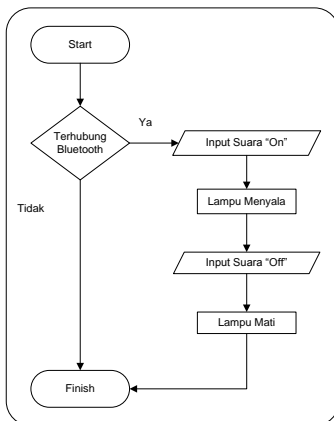 Start
Terhubung
Bluetooth
Ya
Input Suara “On”
Lampu Menyala
Tidak
Input Suara “Off”
Lampu Mati
Finish